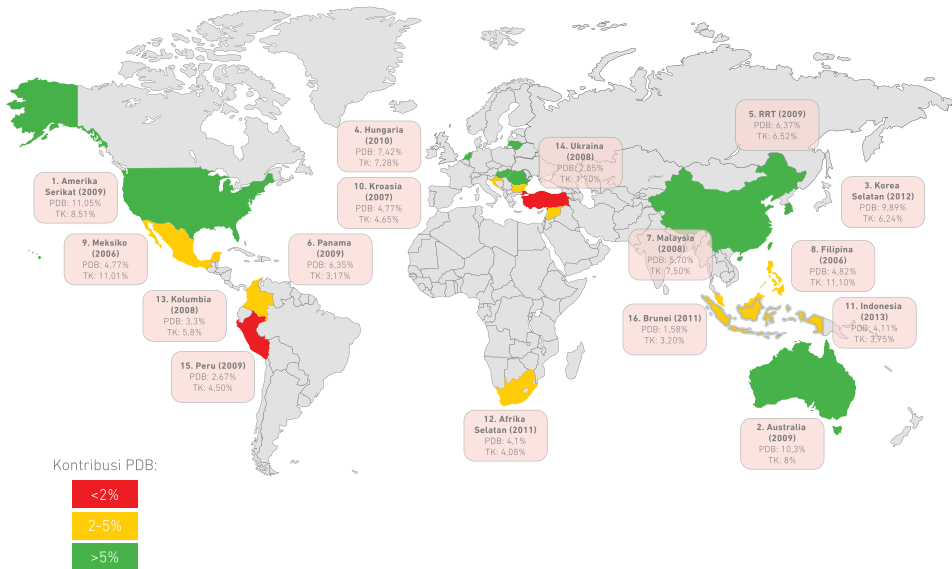 1. Amerika
Serikat (2009)
PDB: 11,05%
TK: 8,51%
9. Meksiko
(2006)
PDB: 4,77%
TK: 11,01%
13. Kolumbia
(2008)
PDB: 3,3%
TK: 5,8%
15. Peru (2009)
PDB: 2,67%
TK: 4,50%
6. Panama
(2009)
PDB: 6,35%
TK: 3,17%
4. Hungaria
(2010)
PDB: 7,42%
TK: 7,28%
10. Kroasia
(2007)
PDB: 4,77%
TK: 4,65%
14. Ukraina
(2008)
PDB: 2,85%
TK: 1,90%
5. RRT (2009)
PDB: 6,37%
TK: 6,52%
3. Korea
Selatan (2012)
PDB: 9,89%
TK: 6,24%
7. Malaysia
(2008)
PDB: 5,70%
TK: 7,50%
8. Filipina
(2006)
PDB: 4,82%
TK: 11,10%
16. Brunei (2011)
PDB: 1.58%
TK: 3,20%
11. Indonesia
(2013)
PDB: 4,11%
TK: 3,75%
12. Afrika
Selatan (2011)
PDB: 4,1%
TK: 4,08%
2. Australia
(2009)
PDB: 10,3%
TK: 8%
Kontribusi PDB:
<2%
2-5%
>5%